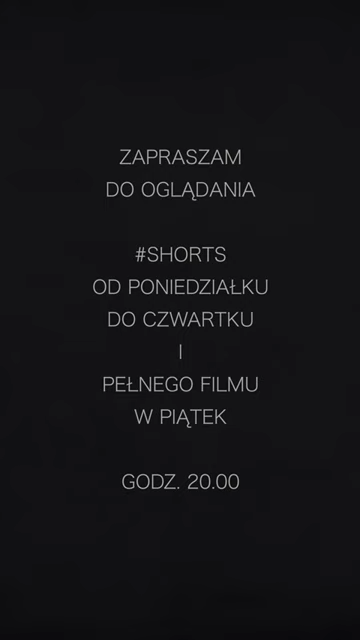 ZAPRASZAM
DO OGLĄDANIA
#SHORTS
OD PONIEDZIAŁKU
DO CZWARTKU
I
PEŁNEGO FILMU
W PIĄTEK
GODZ. 20.00